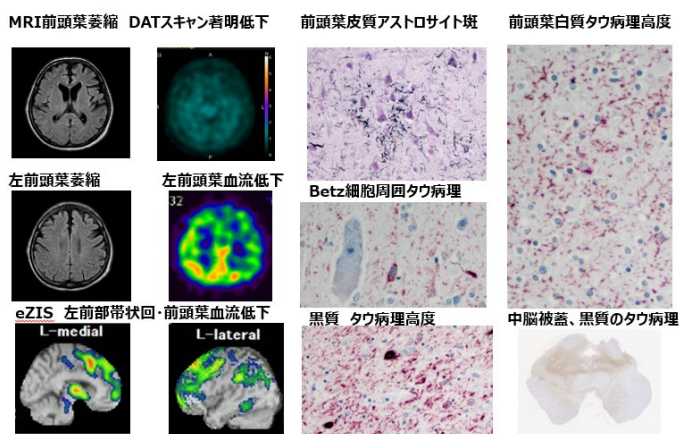 MRI前頭葉萎縮 DATスキャン著明低下
前頭葉皮質アストロサイト斑
前頭葉白質タウ病理高度
左前頭葉萎縮
左前頭葉血流低下
32
Betz細胞周囲タウ病理
eZIS 左前部帯状回・前頭葉血流低下
L-medial
L-lateral
黒質 タウ病理高度
中脳被蓋、黒質のタウ病理